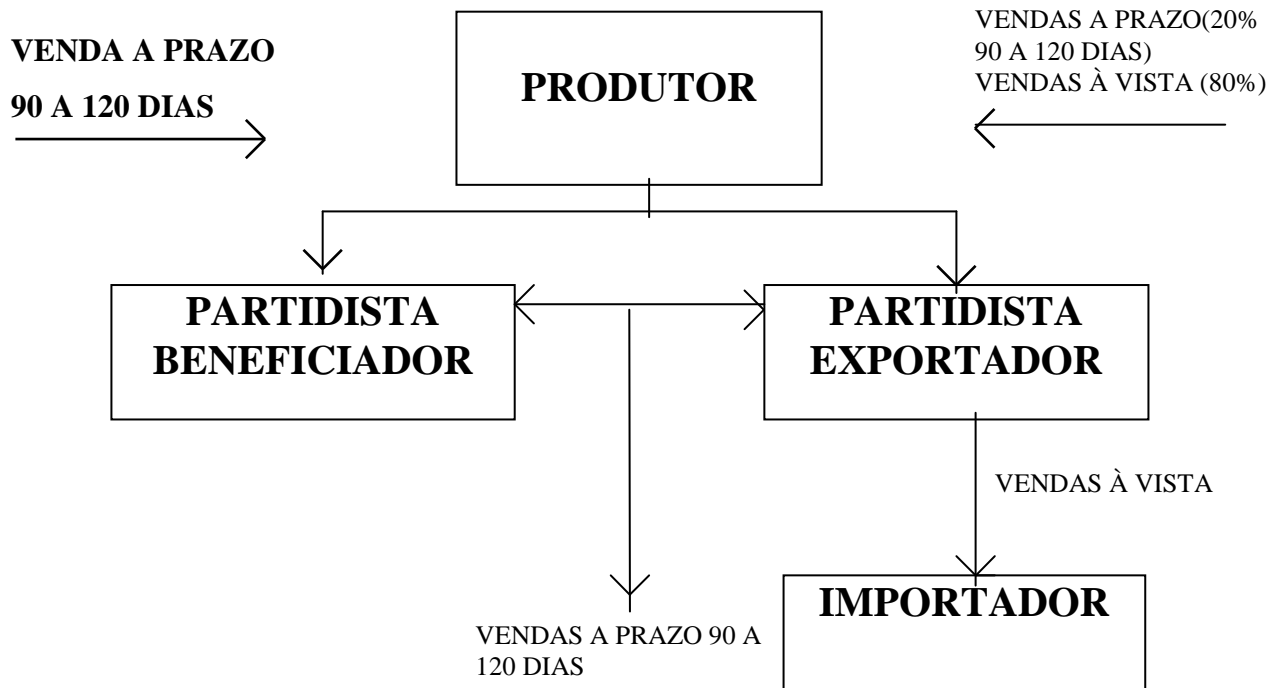 VENDA A PRAZO
90 A 120 DIAS
PRODUTOR
VENDAS A PRAZO(20%
90 A 120 DIAS)
VENDAS À VISTA (80%)
PARTIDISTA
BENEFICIADOR
PARTIDISTA
EXPORTADOR
VENDAS À VISTA
IMPORTADOR
VENDAS A PRAZO 90 A
120 DIAS